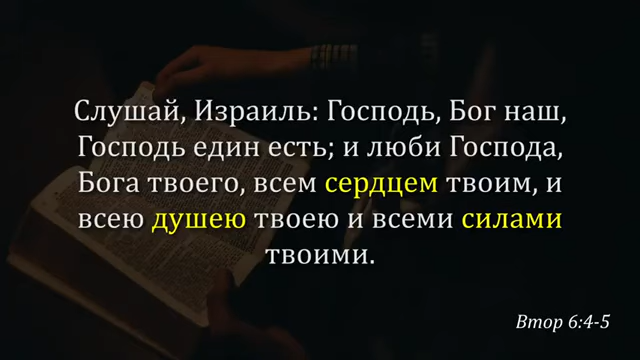 Слушай, Израиль: Господь, Бог наш,
Господь един есть; и люби Господа,
Бога твоего, всем сердцем твоим, и
всею душею твоею и всеми силами
твоими.
Втор 6:4-5